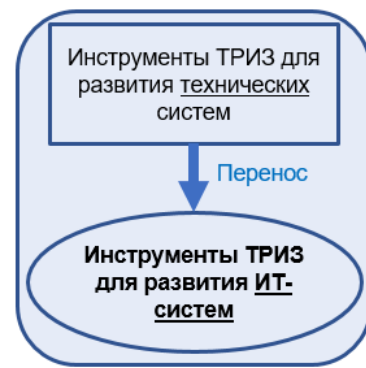 Инструменты ТРИЗ для
развития технических
систем
Перенос
Инструменты ТРИЗ
для развития ИТ-
систем